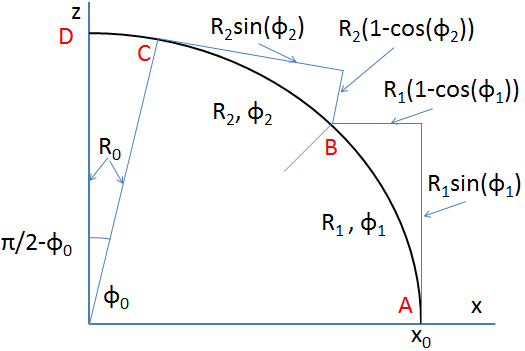 z
D
C
R₂sin(ϕ₂)
R₂(1-cos(ϕ₂))
R₁(1-cos(ϕ₁))
R₂, ϕ₂
B
R₀
R₁sin(ϕ₁)
R₁, ϕ₁
π/2-ϕ₀
ϕ₀
A
x
x₀